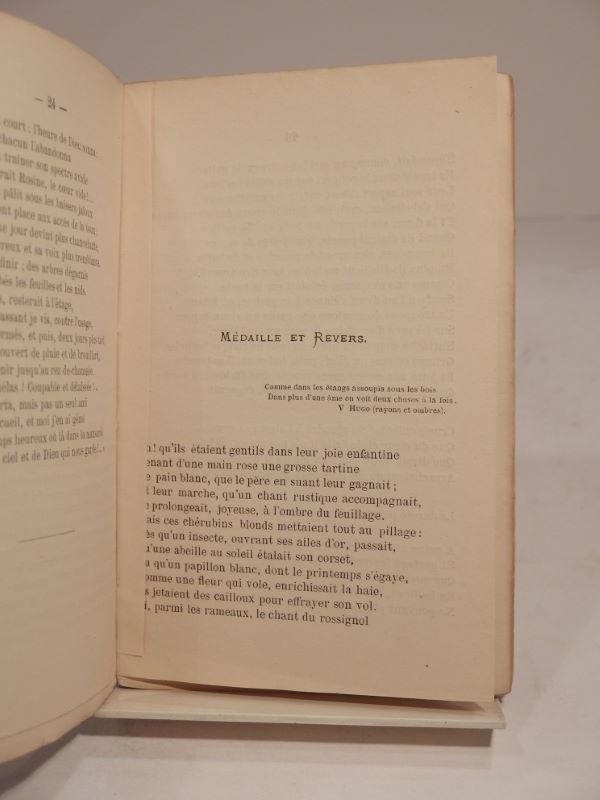 — 24 —
court ; l'heure de Dieu sonna
chacun l'abandonna
trainer son spectre avide
rait Rosine, le cœur vide !..
pâlit sous les baisers jaloux
ent place aux accès de la toux
e jour devint plus chancelante,
reux et sa voix plus tremblante,
finir ; des arbres dégarnis
bés les feuilles et les nids.
, resterait à l'étage,
assant je vis, contre l'usage,
rmés, et puis, deux jours plus tard
ouvert de pluie et de brouillard,
nir jusqu'au rez-de-chaussée.
élas ! Coupable et délaissée !..
rta, mais pas un seul ami
cueil, et moi j'en ai gémi
mps heureux où là dans la mansarde
ciel et de Dieu qui nous garde !.. »
MÉDAILLE ET REVERS.
Comme dans les étangs assoupis sous les bois
Dans plus d'une âme on voit deux choses à la fois.
V HUGO (rayons et ombres).
h ! qu'ils étaient gentils dans leur joie enfantine
enant d'une main rose une grosse tartine
e pain blanc, que le père en suant leur gagnait ;
t leur marche, qu'un chant rustique accompagnait,
e prolongeait, joyeuse, à l'ombre du feuillage.
ais ces chérubins blonds mettaient tout au pillage :
ès qu'un insecte, ouvrant ses ailes d'or, passait,
u'une abeille au soleil étalait son corset,
u qu'un papillon blanc, dont le printemps s'égaye,
omme une fleur qui vole, enrichissait la haie,
s jetaient des cailloux pour effrayer son vol.
i, parmi les rameaux, le chant du rossignol